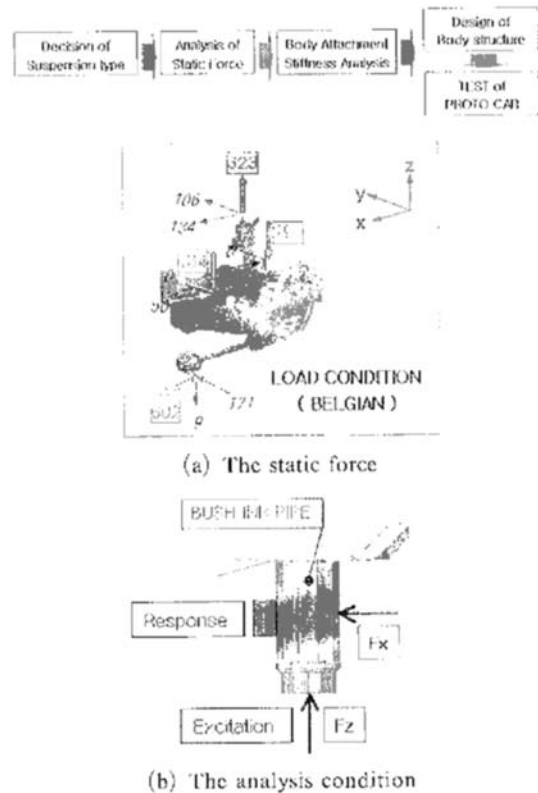 Decision of
Suspension type
Analysis of
Static Force
Body Attachment
Stiffness Analysis
Design of
Body structure
TEST of
PROTO CAR
323
106
134
z
y
x
LOAD CONDITION
( BELGIAN )
602
121
9
(a) The static force
PIPE
Response
Fx
Excitation
Fz
(b) The analysis condition